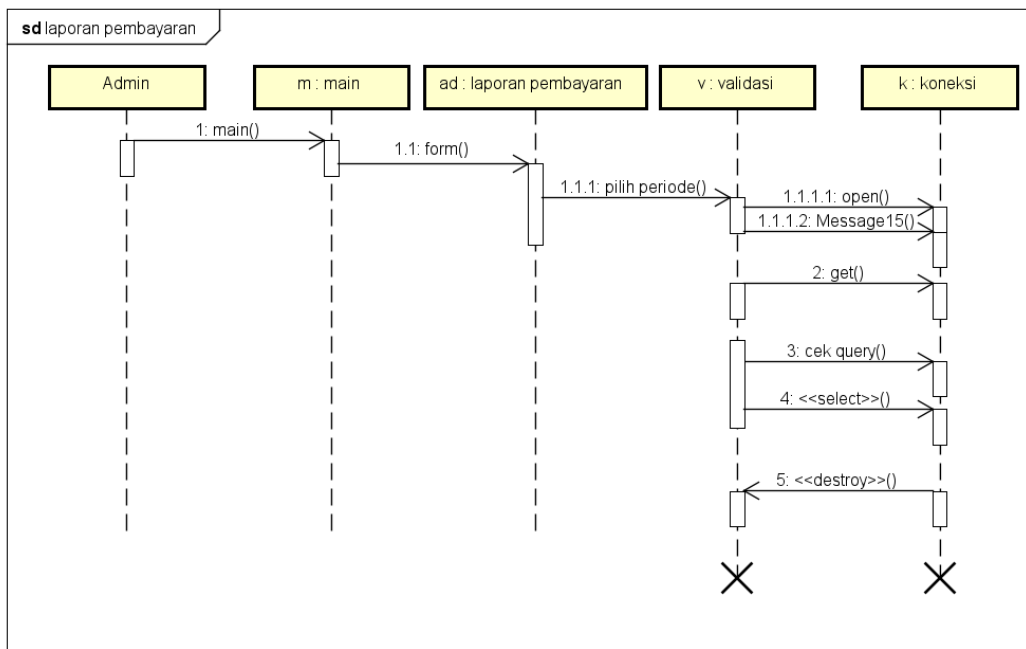 sd laporan pembayaran
Admin
m : main
ad : laporan pembayaran
v : validasi
k : koneksi
1: main()
1.1: form()
1.1.1: pilih periode()
1.1.1.1: open()
1.1.1.2: Message15()
2: get()
3: cek query()
4: <<select>>()
5: <<destroy>>()